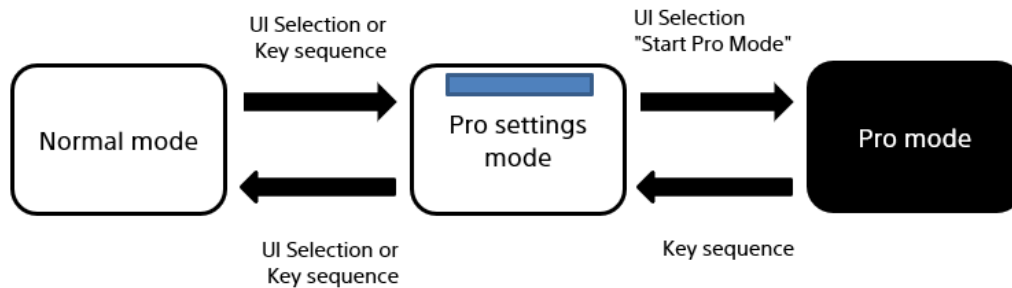 UI Selection or
Key sequence
UI Selection
"Start Pro Mode"
Normal mode
Pro settings
mode
Pro mode
UI Selection or
Key sequence
Key sequence